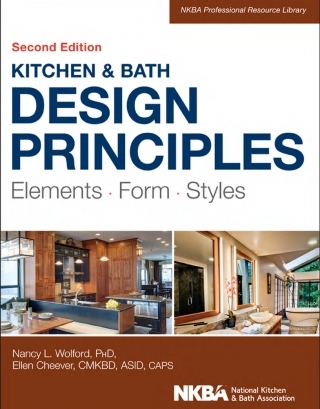 NKBA Professional Resource Library
Second Edition
KITCHEN & BATH
DESIGN
PRINCIPLES
Elements · Form · Styles
Nancy L. Wolford, PHD,
Ellen Cheever, CMKBD, ASID, CAPS
NKBA
National Kitchen
& Bath Association